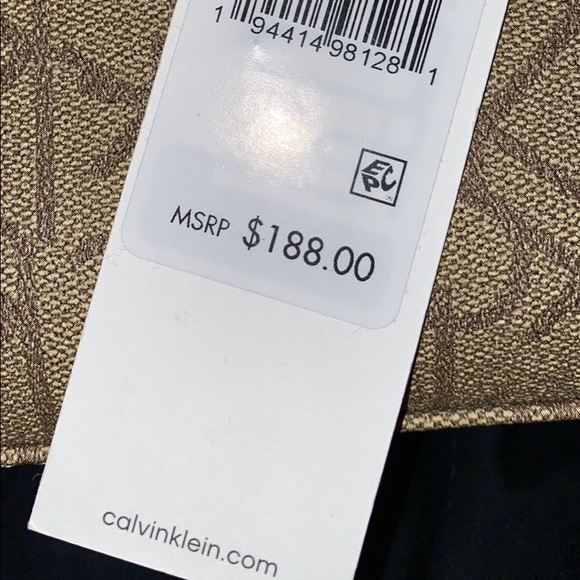 1 94414 98128 1
EPC
MSRP $188.00
calvinklein.com